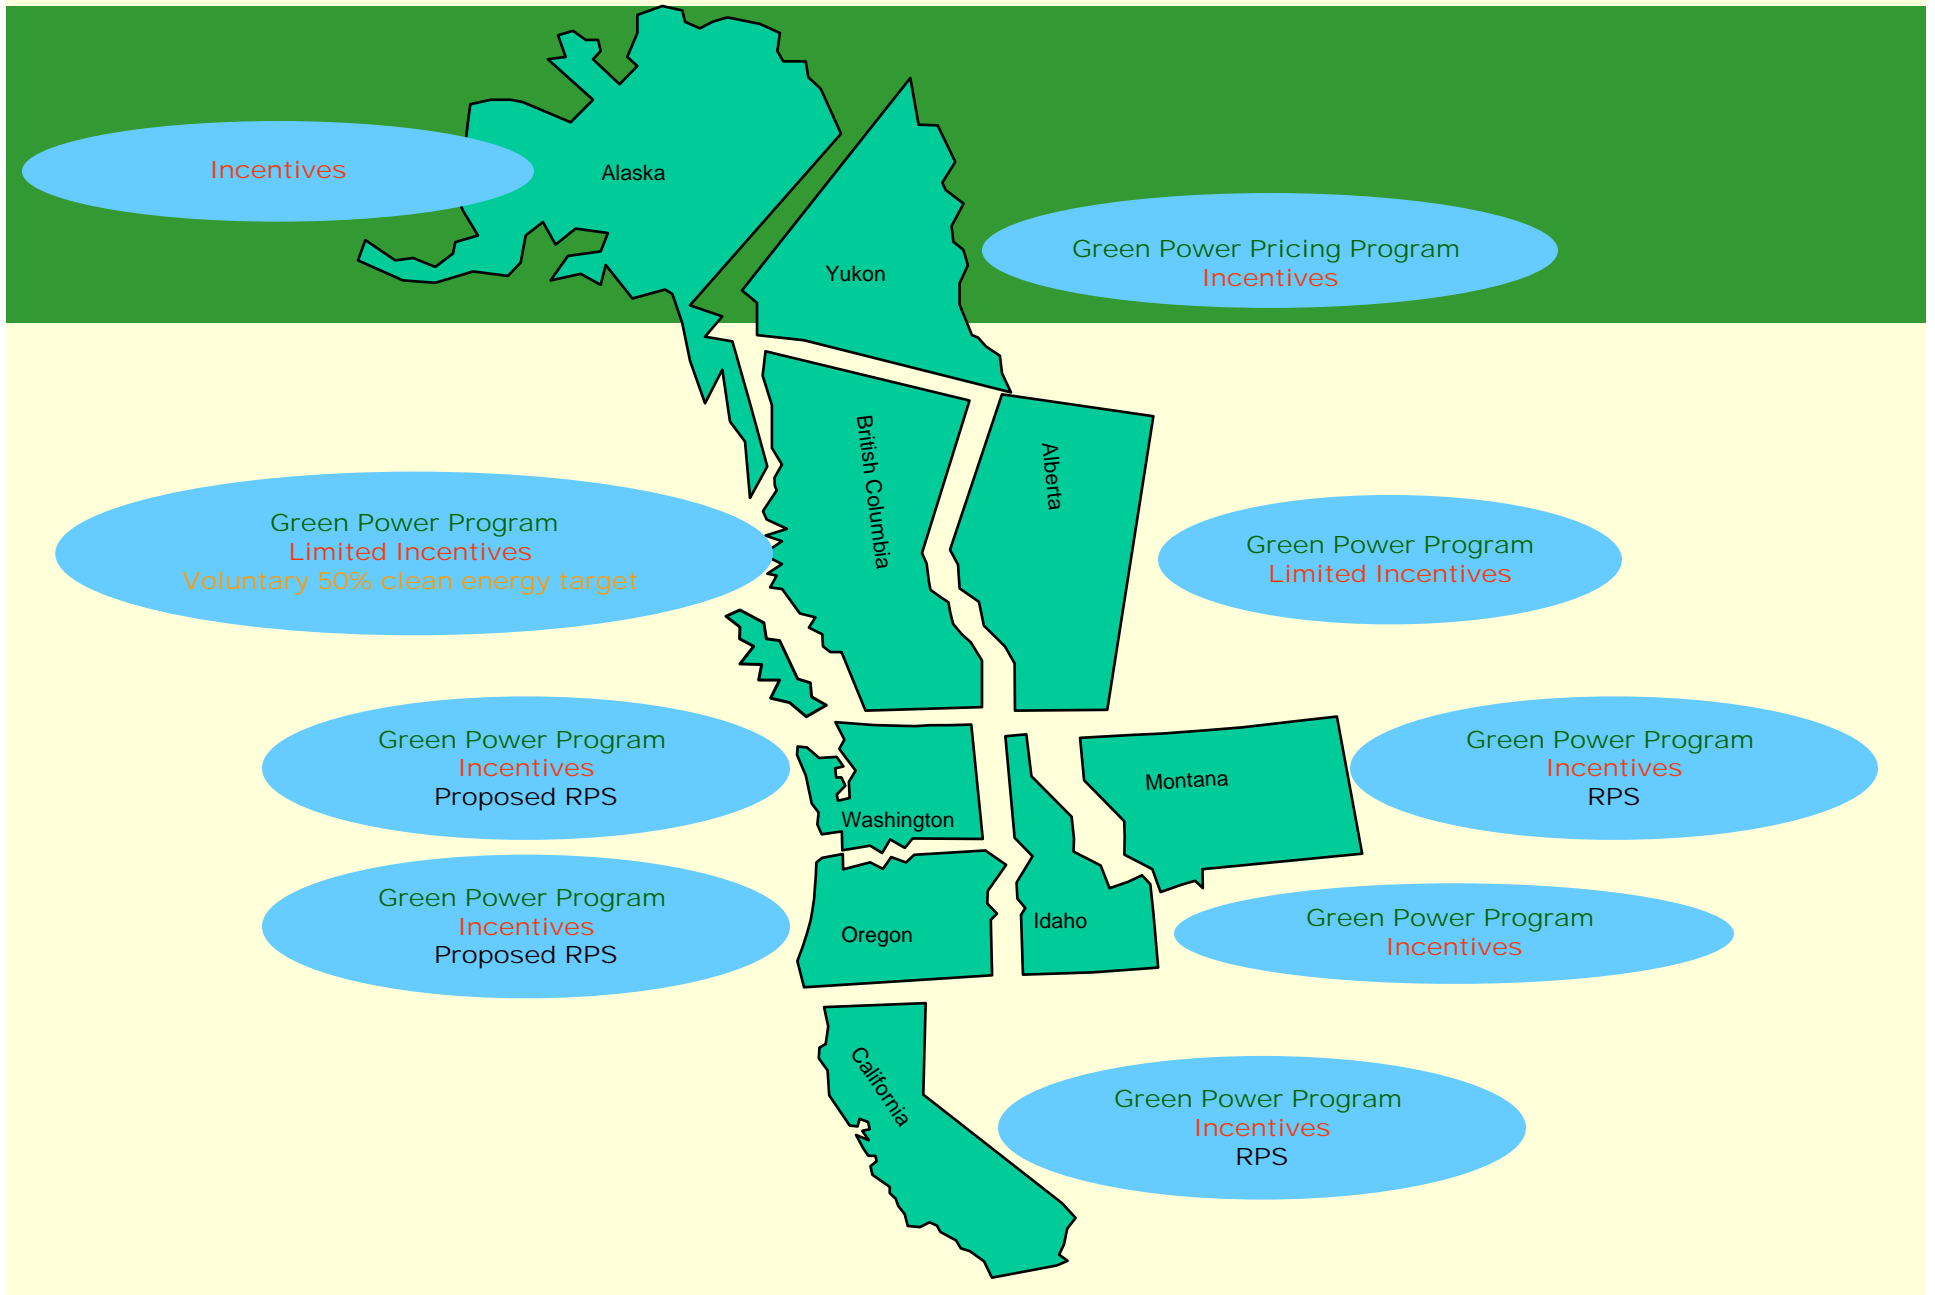 Incentives
Alaska
Green Power Pricing Program
Incentives
Yukon
British Columbia
Alberta
Green Power Program
Limited Incentives
Voluntary 50% clean energy target
Green Power Program
Limited Incentives
Green Power Program
Incentives
Proposed RPS
Washington
Montana
Green Power Program
Incentives
RPS
Green Power Program
Incentives
Proposed RPS
Oregon
Idaho
Green Power Program
Incentives
California
Green Power Program
Incentives
RPS